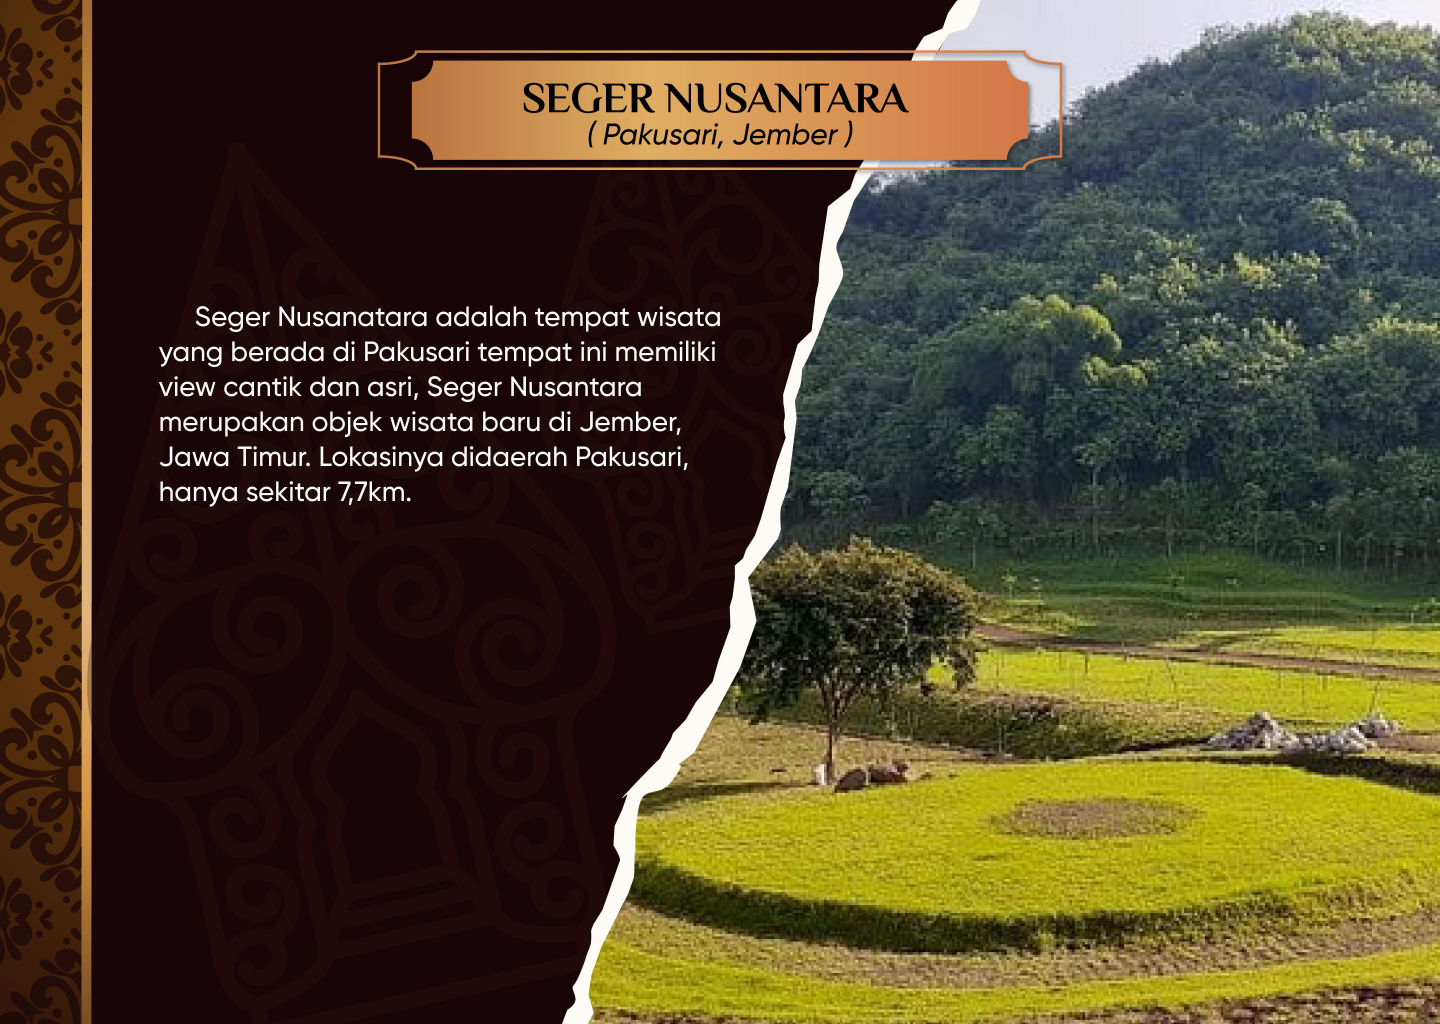 SEGER NUSANTARA
( Pakusari, Jember )
Seger Nusanatara adalah tempat wisata
yang berada di Pakusari tempat ini memiliki
view cantik dan asri, Seger Nusantara
merupakan objek wisata baru di Jember,
Jawa Timur. Lokasinya didaerah Pakusari,
hanya sekitar 7,7km.